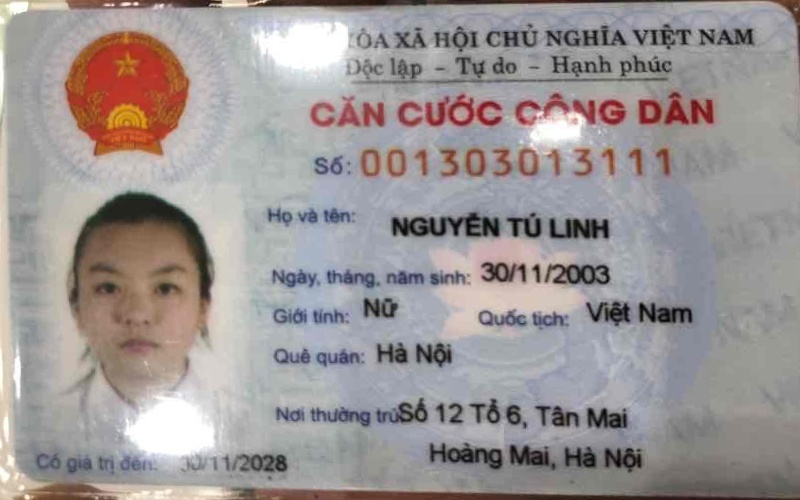 HÒA XÃ HỘI CHỦ NGHĨA VIỆT NAM
Độc lập - Tự do - Hạnh phúc
CĂN CƯỚC CÔNG DÂN
Số: 001303013111
Họ và tên: NGUYỄN TÚ LINH
Ngày, tháng, năm sinh: 30/11/2003
Giới tính: Nữ Quốc tịch: Việt Nam
Quê quán: Hà Nội
Nơi thường trú: Số 12 Tổ 6, Tân Mai
Hoàng Mai, Hà Nội
Có giá trị đến: 30/11/2028